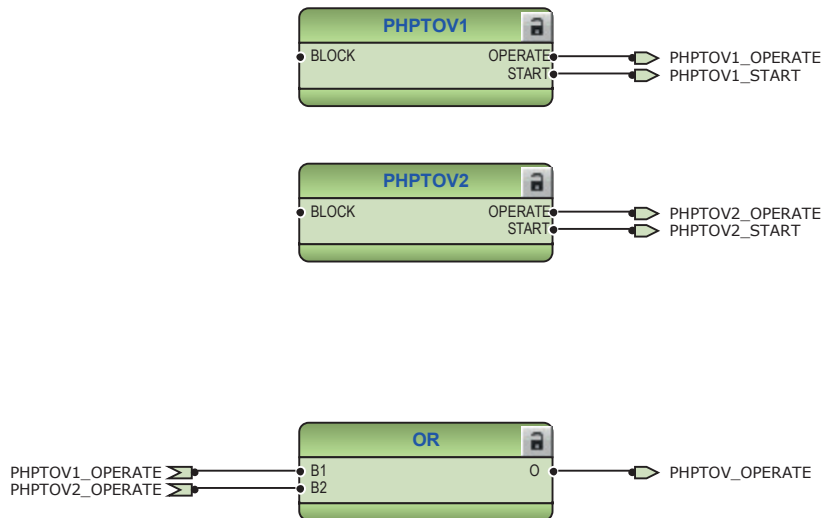 PHPTOV1
BLOCK
OPERATE
START
PHPTOV1_OPERATE
PHPTOV1_START
PHPTOV2
BLOCK
OPERATE
START
PHPTOV2_OPERATE
PHPTOV2_START
OR
PHPTOV1_OPERATE
PHPTOV2_OPERATE
B1
B2
O
PHPTOV_OPERATE